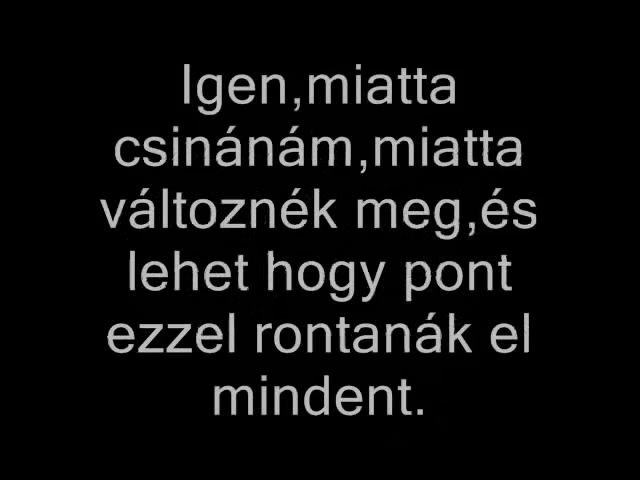 Igen,miatta
csinánám,miatta
változnék meg,és
lehet hogy pont
ezzel rontanák el
mindent.